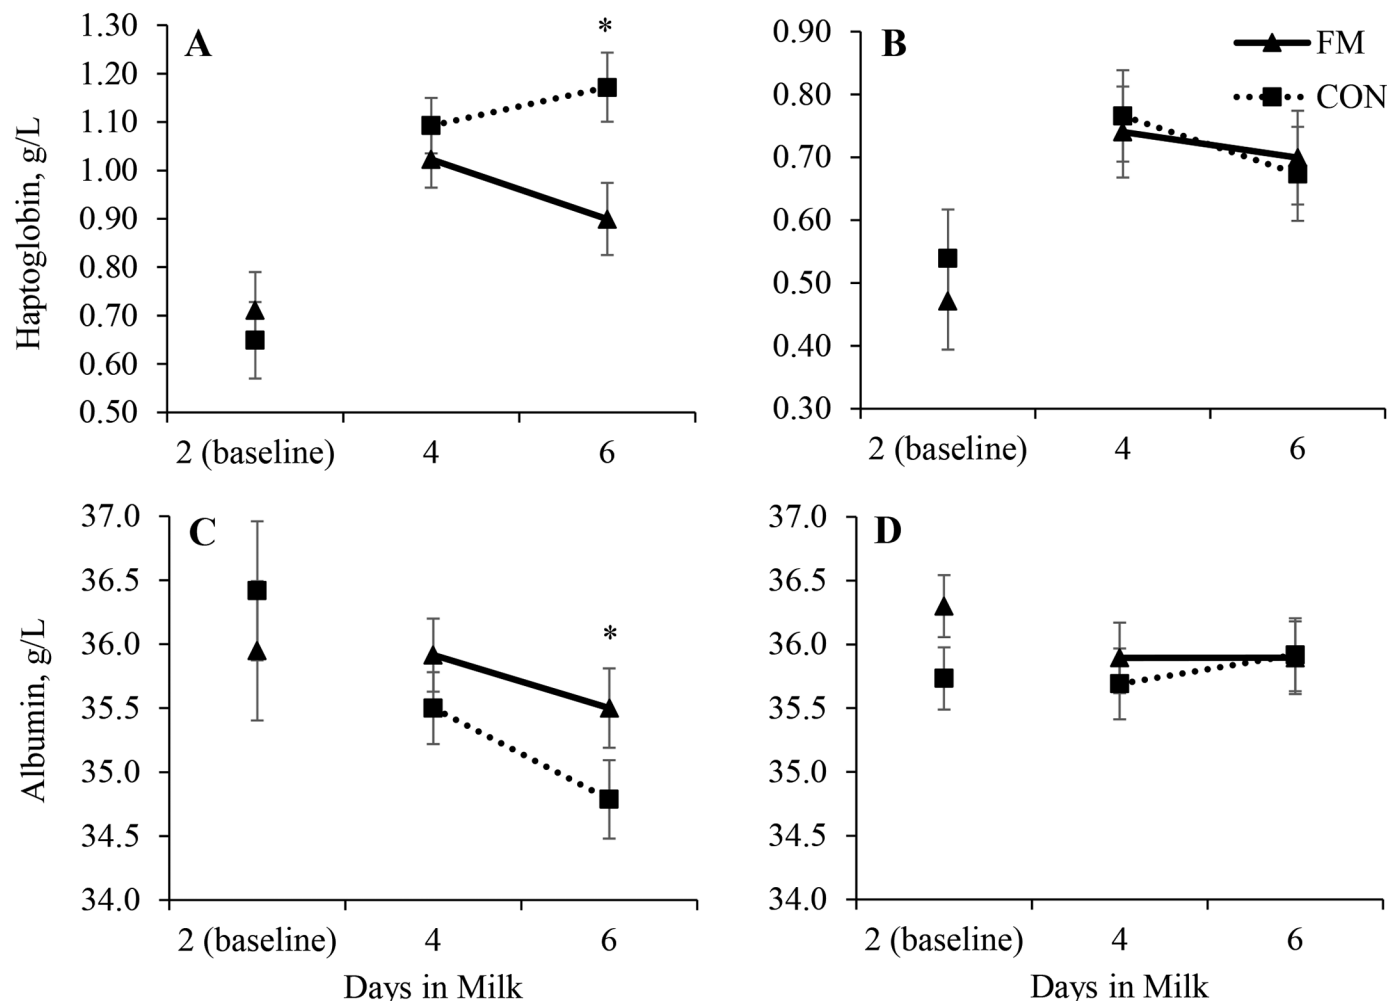 A
*
1.30
1.20
1.10
1.00
0.90
0.80
0.70
0.60
0.50
Haptoglobin, g/L
2 (baseline) 4 6
B
FM
CON
0.90
0.80
0.70
0.60
0.50
0.40
0.30
2 (baseline) 4 6
C
*
37.0
36.5
36.0
35.5
35.0
34.5
34.0
Albumin, g/L
2 (baseline) 4 6
Days in Milk
D
37.0
36.5
36.0
35.5
35.0
34.5
34.0
2 (baseline) 4 6
Days in Milk